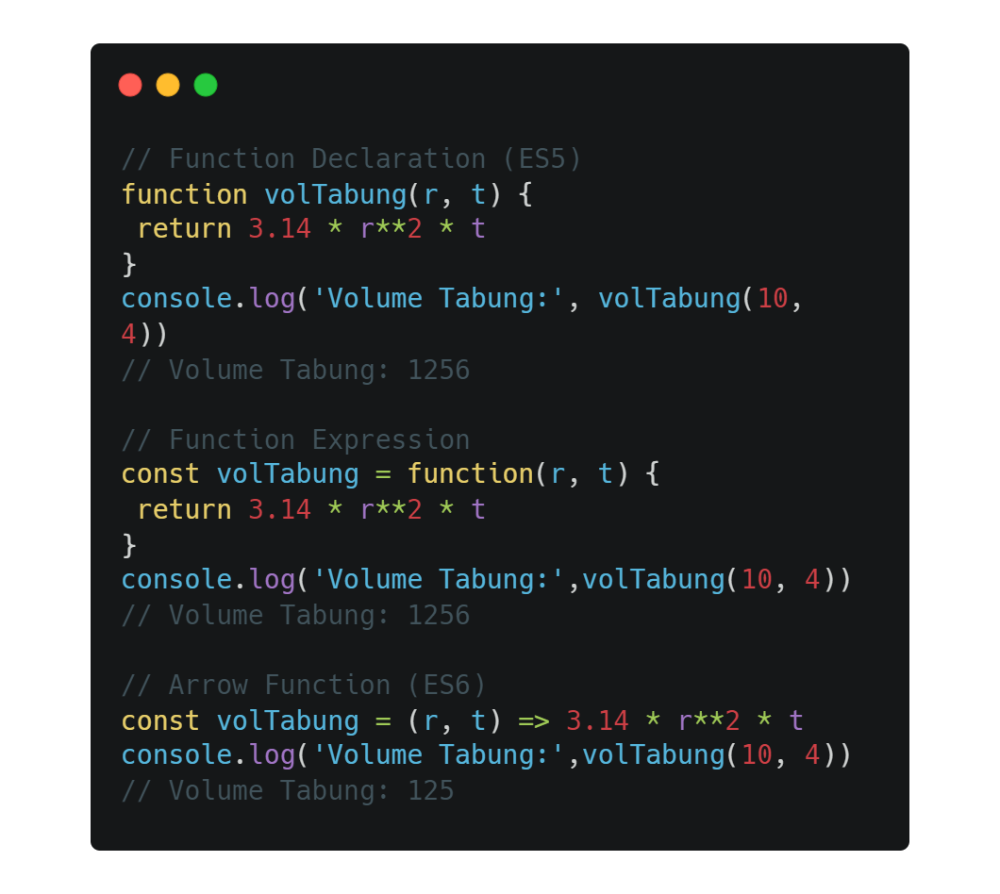 // Function Declaration (ES5)
function volTabung(r, t) {
 return 3.14 * r**2 * t
}
console.log('Volume Tabung:', volTabung(10,
4))
// Volume Tabung: 1256

// Function Expression
const volTabung = function(r, t) {
 return 3.14 * r**2 * t
}
console.log('Volume Tabung:',volTabung(10, 4))
// Volume Tabung: 1256

// Arrow Function (ES6)
const volTabung = (r, t) => 3.14 * r**2 * t
console.log('Volume Tabung:',volTabung(10, 4))
// Volume Tabung: 125